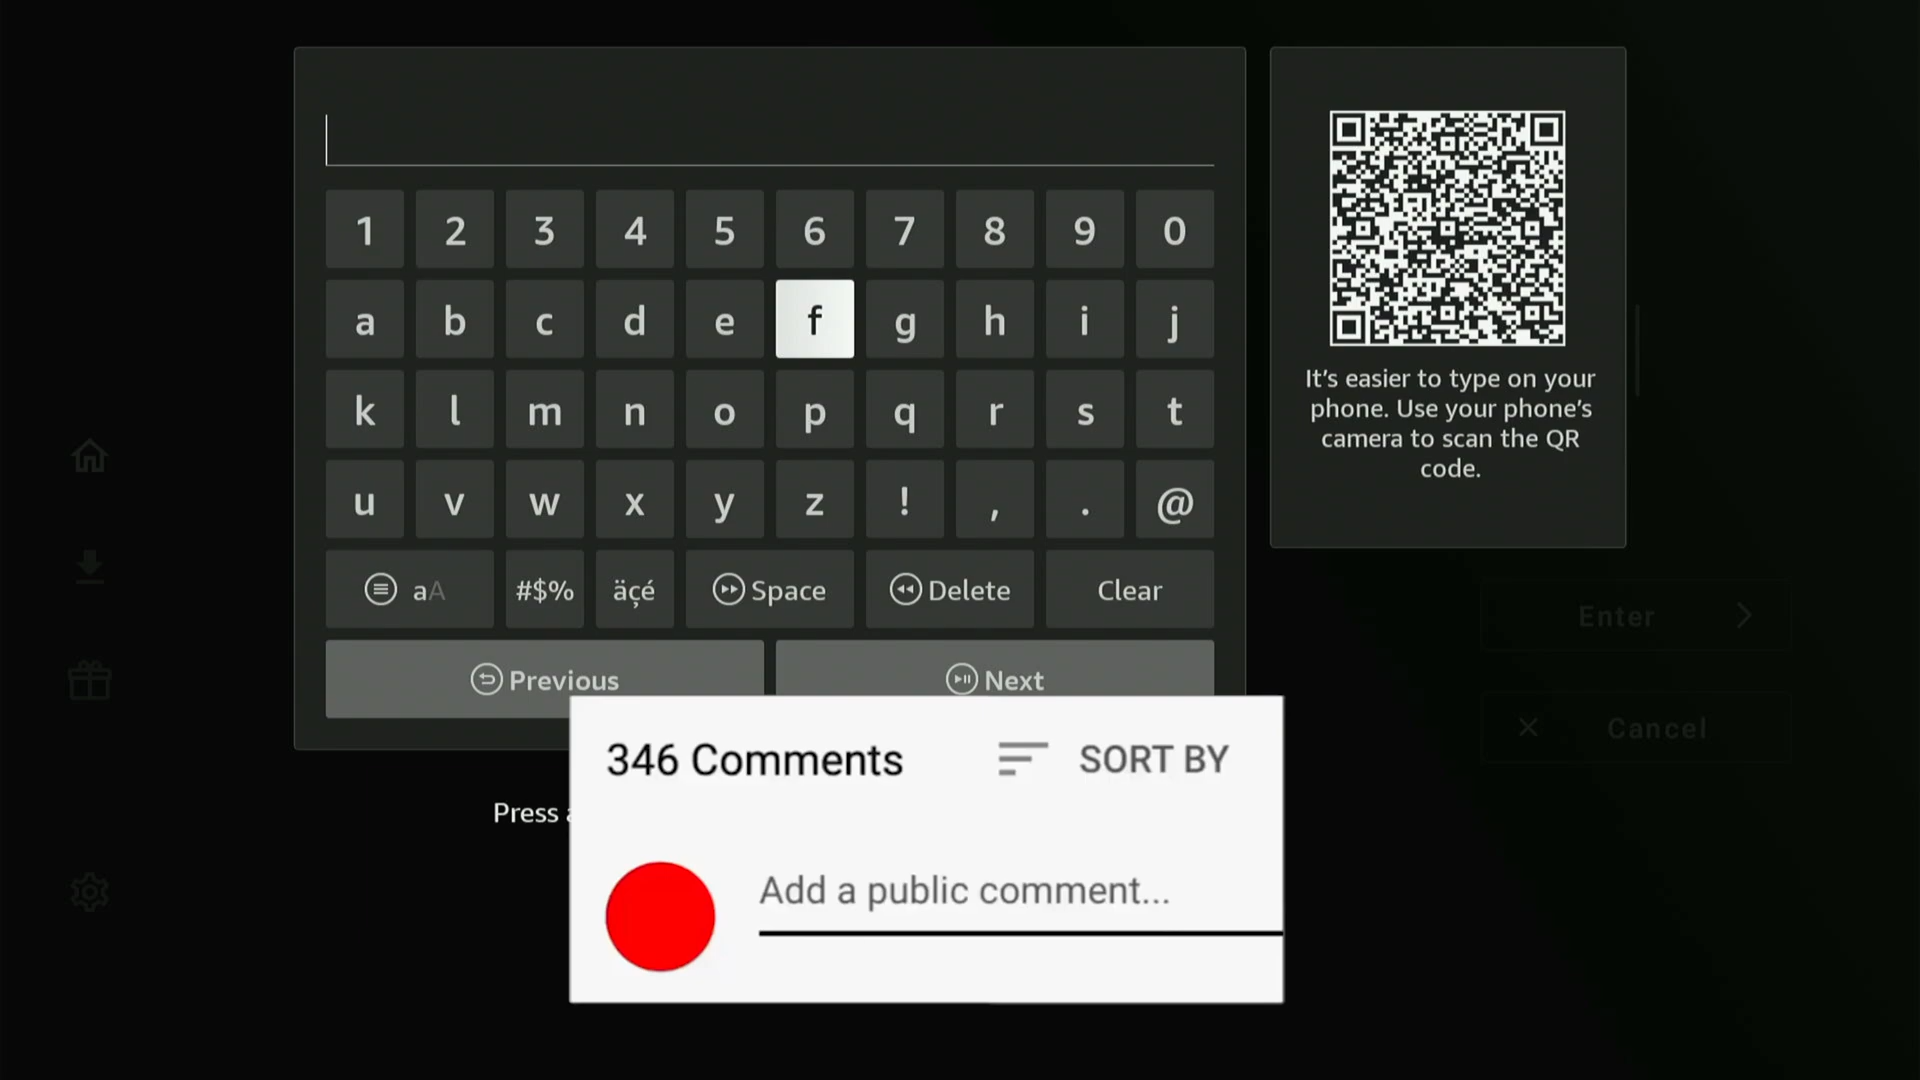 1 2 3 4 5 6 7 8 9 0
a b c d e f g h i j
k l m n o p q r s t
u v w x y z ! , . @
aA #$% äçé Space Delete Clear
Previous Next
It's easier to type on your
phone. Use your phone's
camera to scan the QR
code.
Enter
Cancel
Press
346 Comments SORT BY
Add a public comment...